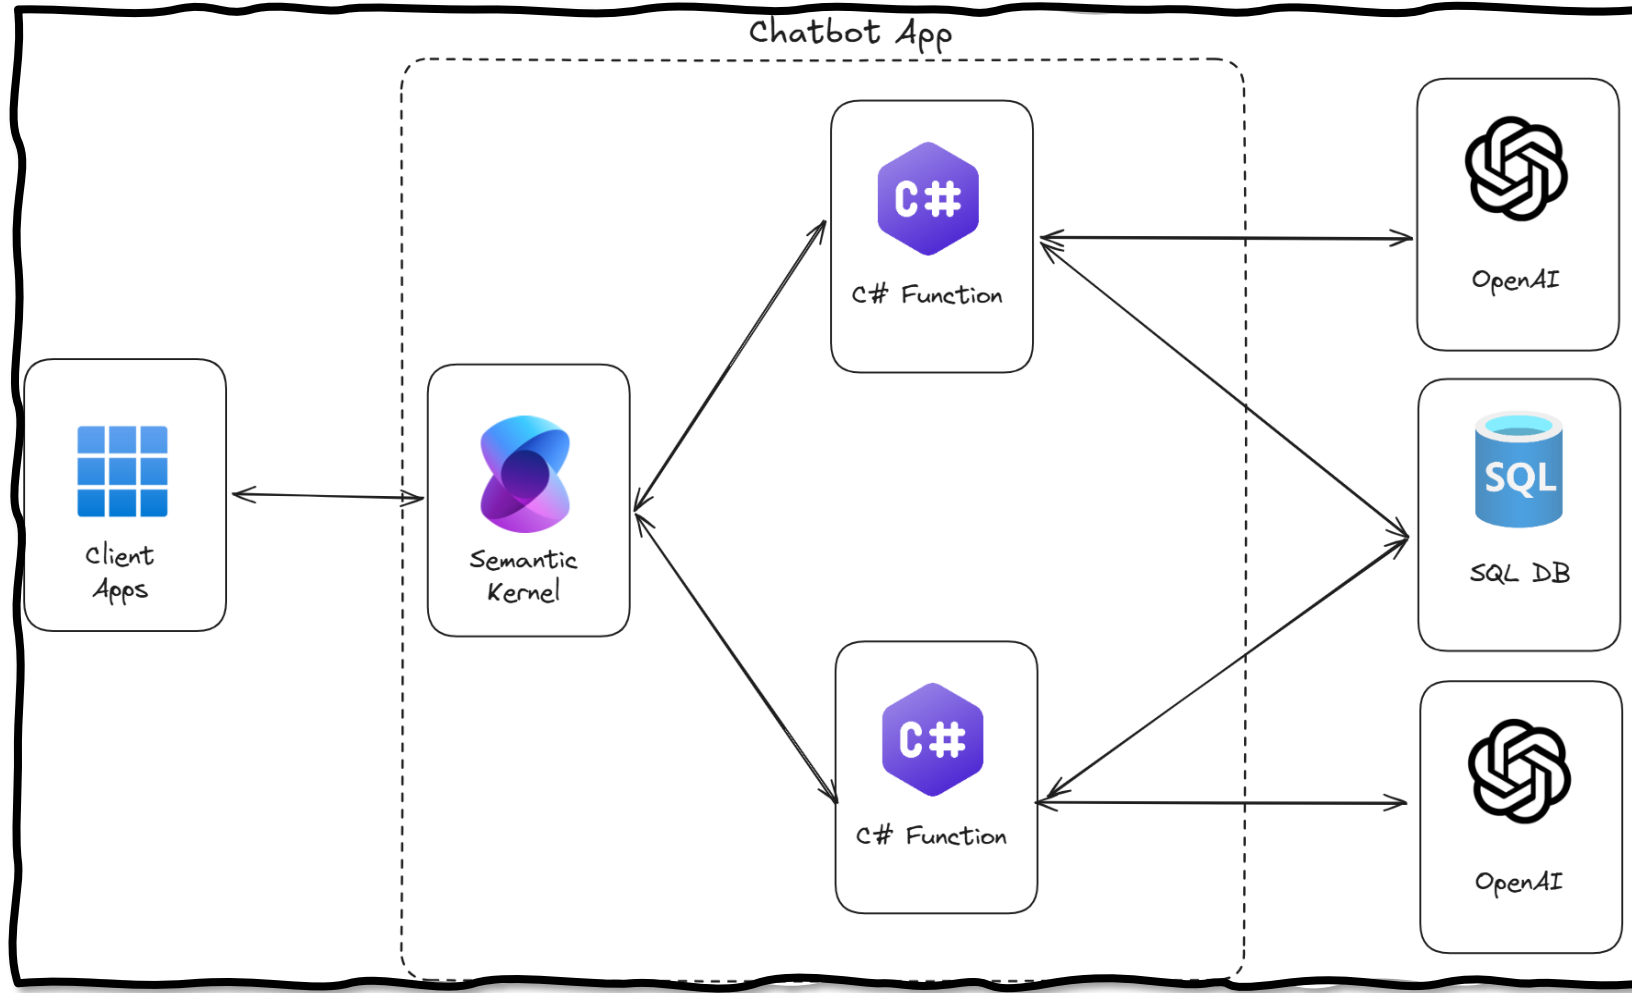 Chatbot App
C#
C# Function
OpenAI
Client
Apps
Semantic
Kernel
SQL
SQL DB
C#
C# Function
OpenAI